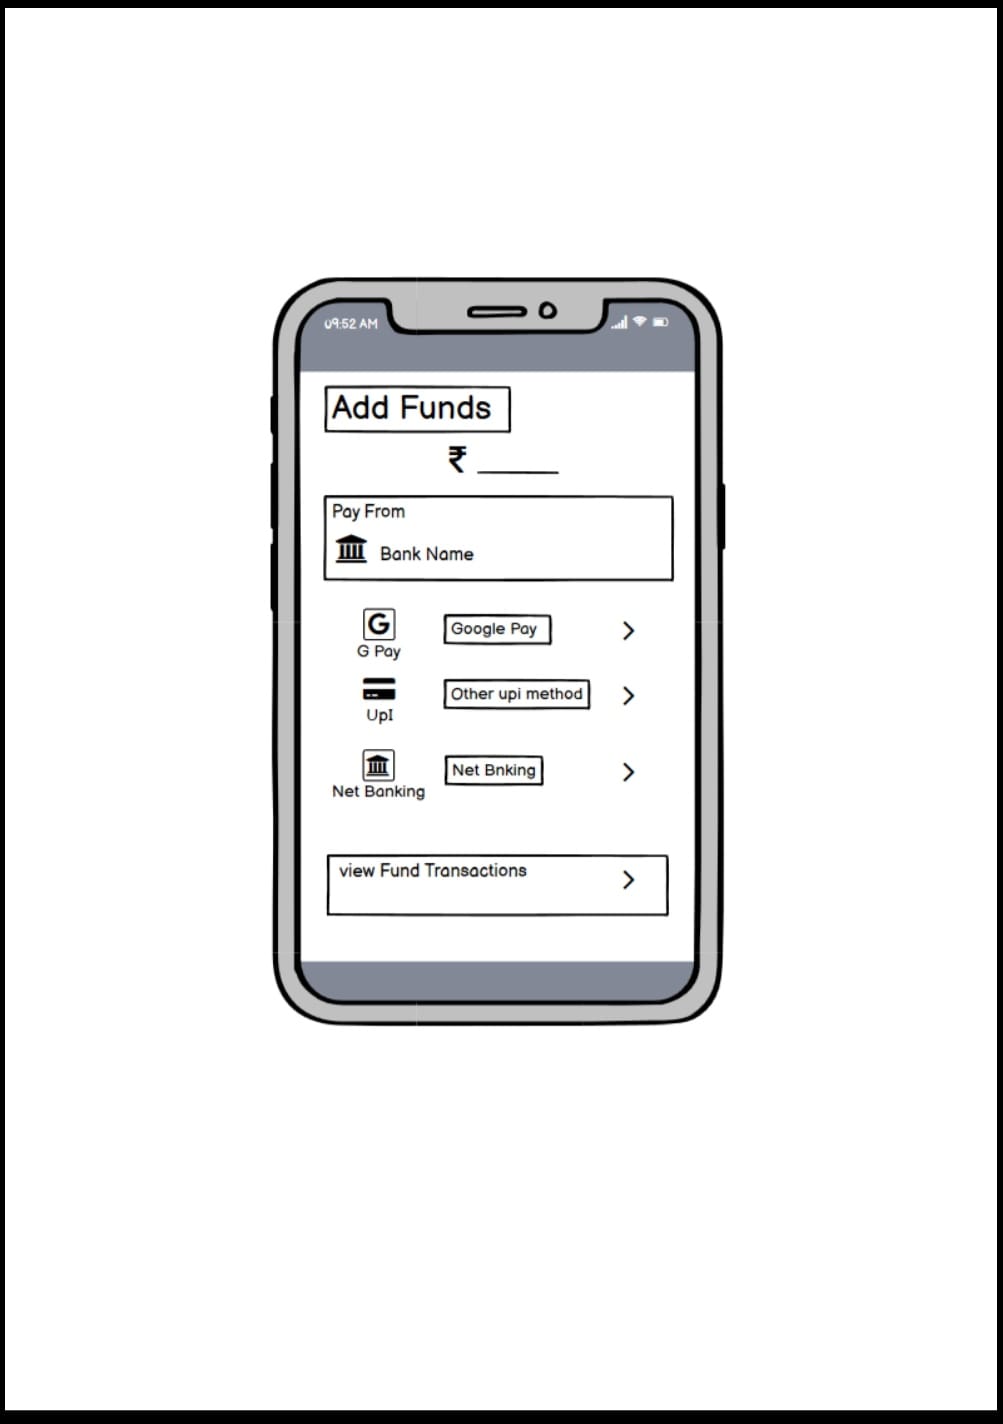 09:52 AM
Add Funds
₹ ______
Pay From
Bank Name
G
G Pay
Google Pay
UpI
Other upi method
Net Bnking
Net Banking
view Fund Transactions